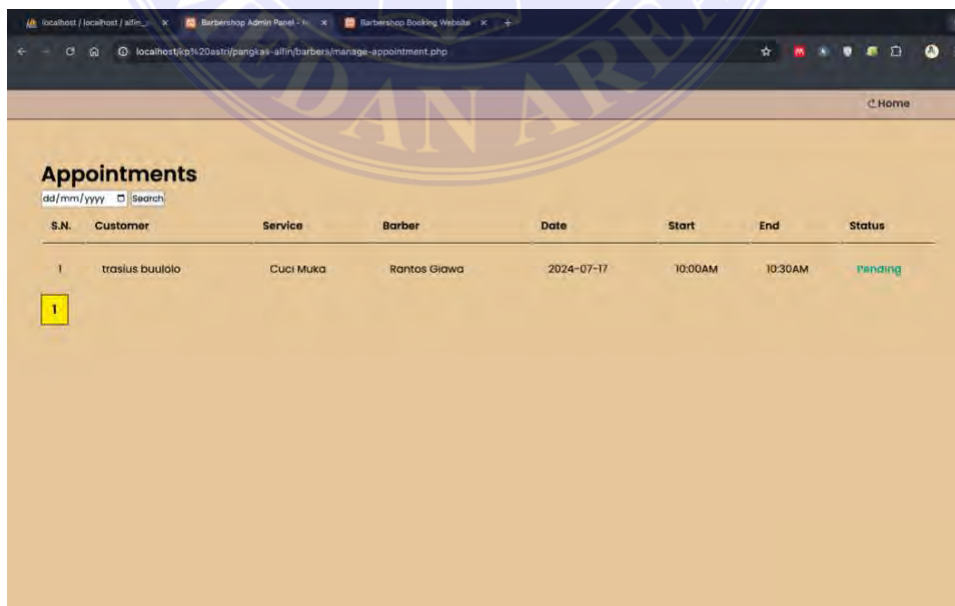 localhost / localhost / alfin_ Barbershop Admin Panel - Barbershop Booking Website
localhost/kp%20astri/pangkas-alfin/barbers/manage-appointment.php
MEDAN AREA
Home
Appointments
dd/mm/yyyy Search
S.N. Customer Service Barber Date Start End Status
1 trasius buulolo Cuci Muka Rantos Giawa 2024-07-17 10:00AM 10:30AM Pending
1